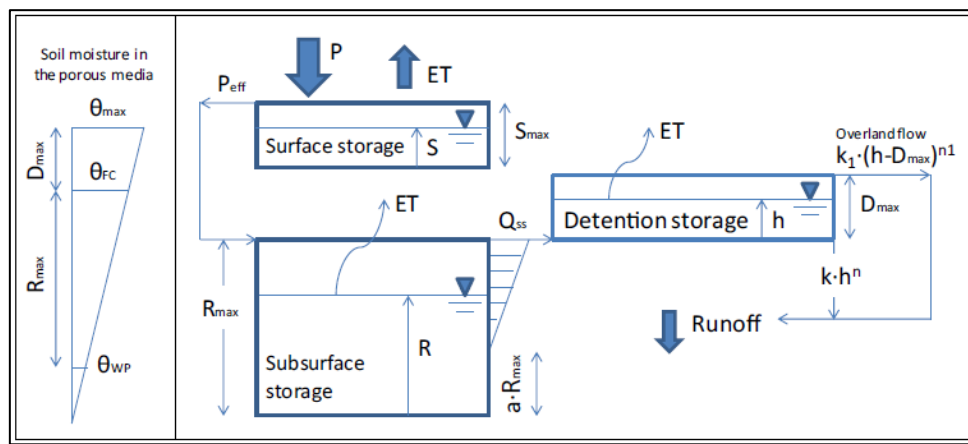 Soil moisture in
the porous media
θmax
Dmax
θFC
Rmax
θWP
P
ET
Peff
Surface storage
S
Smax
ET
Qss
Rmax
R
Subsurface
storage
a·Rmax
ET
Overland flow
k1·(h-Dmax)n1
Detention storage
h
Dmax
k·hn
Runoff